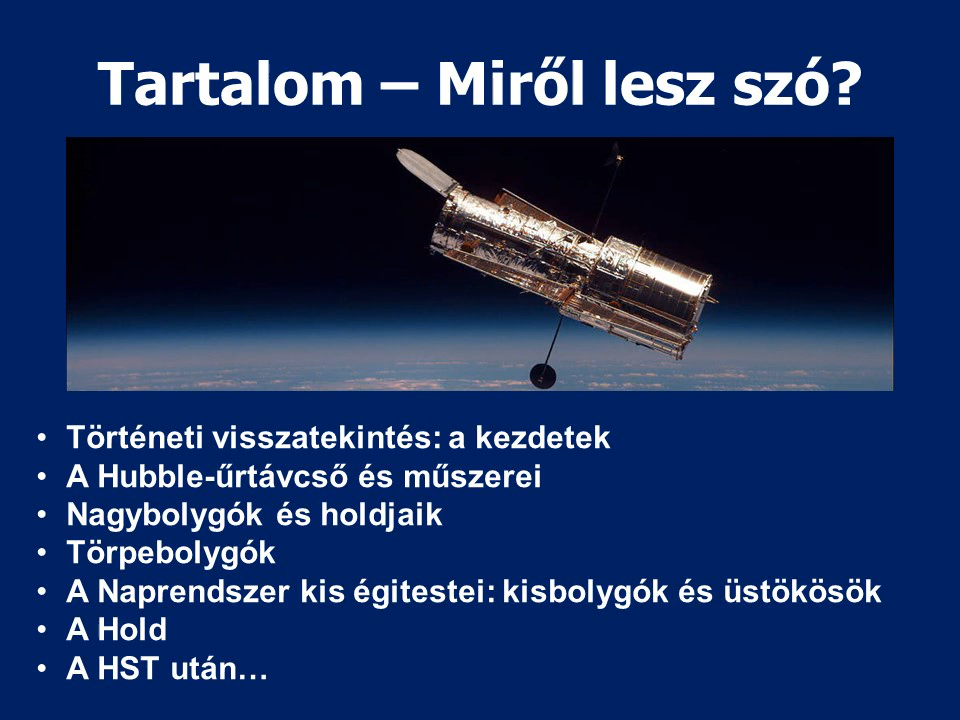 Tartalom – Miről lesz szó?
• Történeti visszatekintés: a kezdetek
• A Hubble-űrtávcső és műszerei
• Nagybolygók és holdjaik
• Törpebolygók
• A Naprendszer kis égitestei: kisbolygók és üstökösök
• A Hold
• A HST után…